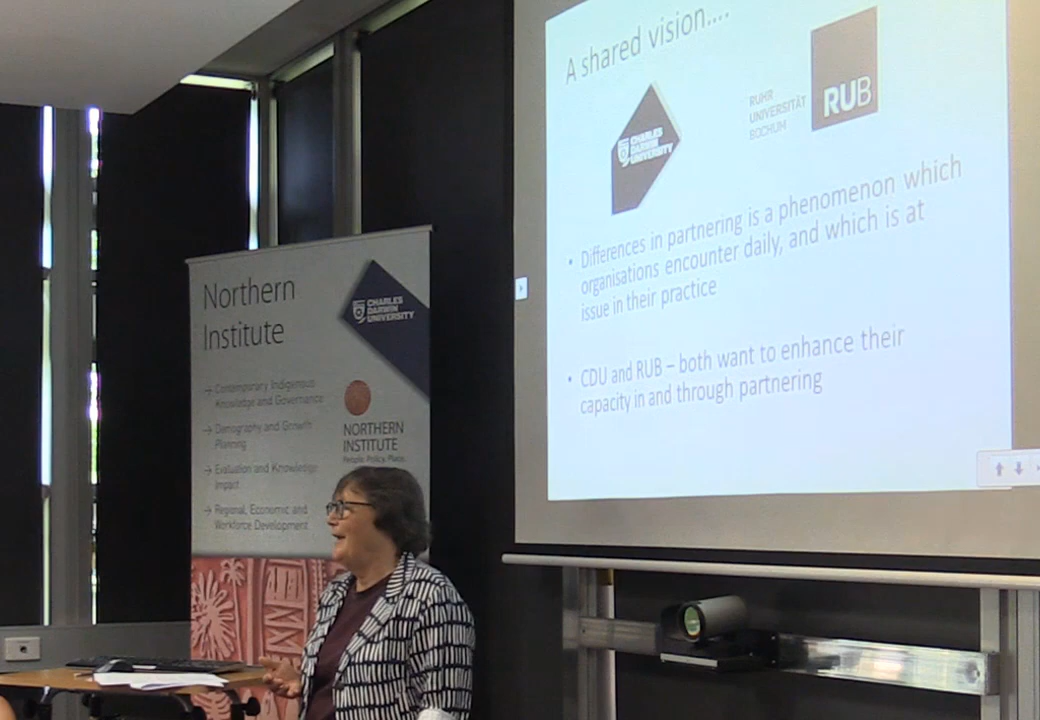 A shared vision....
CHARLES
DARWIN
UNIVERSITY
RUHR
UNIVERSITÄT
BOCHUM
RUB
• Differences in partnering is a phenomenon which
organisations encounter daily, and which is at
issue in their practice
• CDU and RUB – both want to enhance their
capacity in and through partnering
Northern
Institute
CHARLES
DARWIN
UNIVERSITY
→ Contemporary Indigenous
Knowledge and Governance
→ Demography and Growth
Planning
→ Evaluation and Knowledge
Impact
→ Regional, Economic and
Workforce Development
NORTHERN
INSTITUTE
People. Policy. Place.